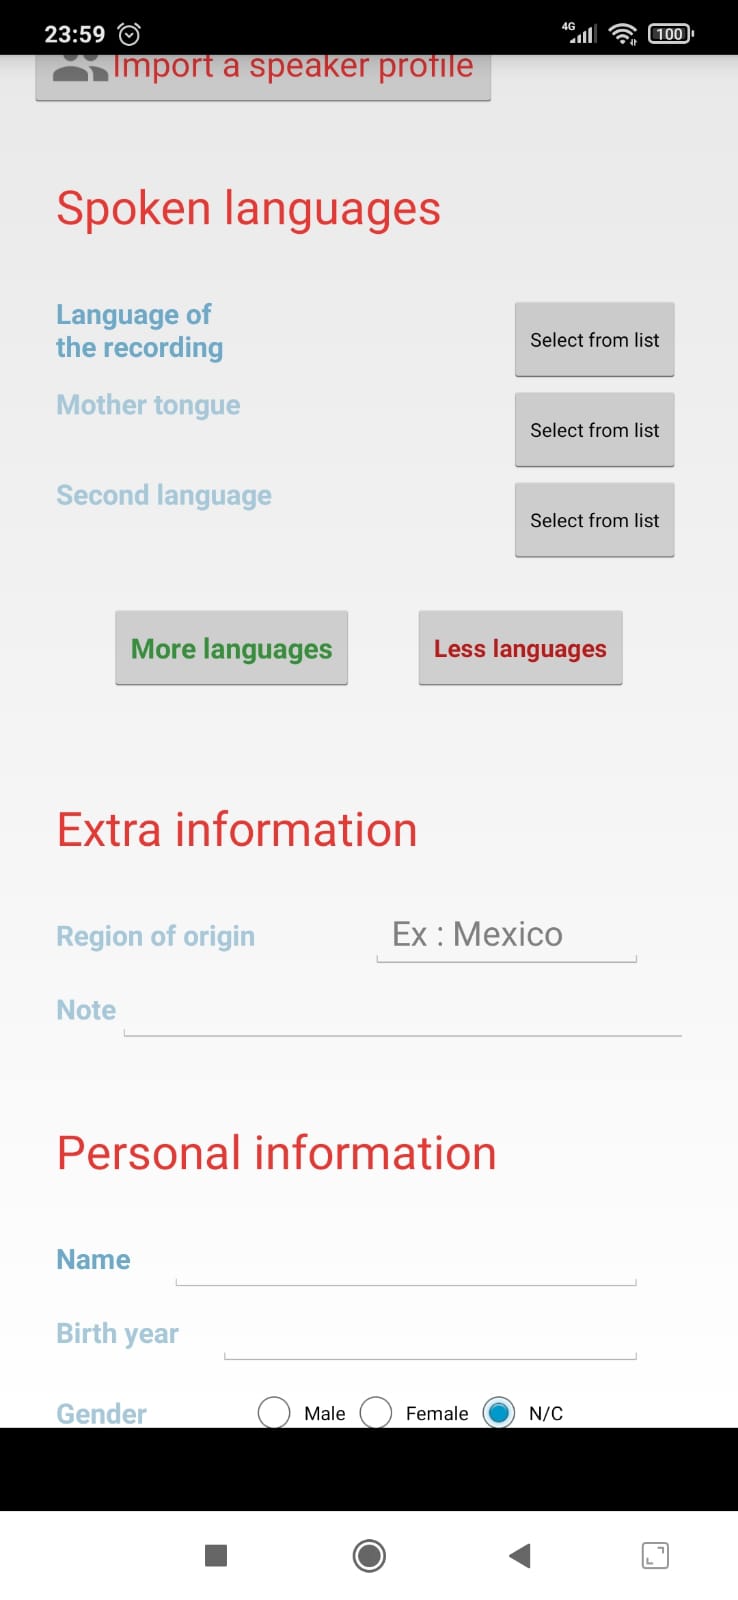 23:59
4G
100
Import a speaker profile
Spoken languages
Language of
the recording
Select from list
Mother tongue
Select from list
Second language
Select from list
More languages
Less languages
Extra information
Region of origin
Ex : Mexico
Note
Personal information
Name
Birth year
Gender
Male
Female
N/C